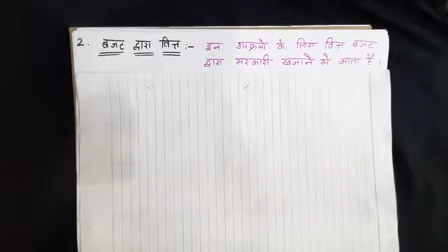 2. बजट द्वारा वित्त :- इन उपक्रमो के लिए वित्त बजट
द्वारा सरकारी खजाने से आता है।